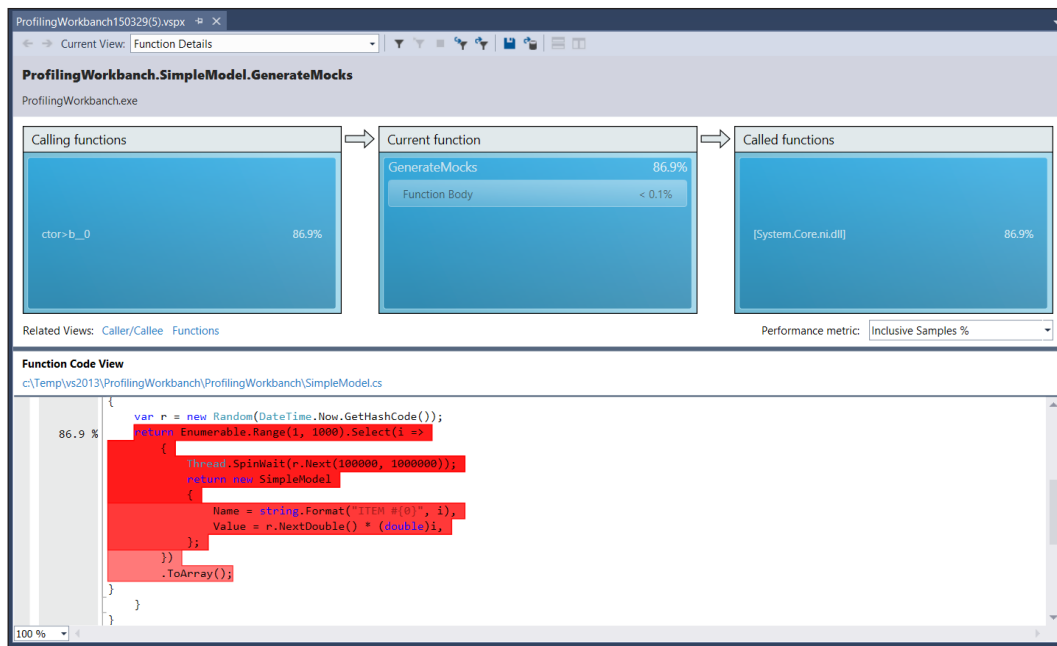 ProfilingWorkbanch150329(5).vspx
Current View: Function Details
ProfilingWorkbanch.SimpleModel.GenerateMocks
ProfilingWorkbanch.exe
Calling functions
Current function
Called functions
GenerateMocks 86.9%
Function Body < 0.1%
ctor>b__0 86.9%
[System.Core.ni.dll] 86.9%
Related Views: Caller/Callee Functions
Performance metric: Inclusive Samples %
Function Code View
c:\Temp\vs2013\ProfilingWorkbanch\ProfilingWorkbanch\SimpleModel.cs
{
var r = new Random(DateTime.Now.GetHashCode());
86.9 % return Enumerable.Range(1, 1000).Select(i =>
{
Thread.SpinWait(r.Next(100000, 1000000));
return new SimpleModel
{
Name = string.Format("ITEM #{0}", i),
Value = r.NextDouble() * (double)i,
};
})
.ToArray();
}
}
}
100 %